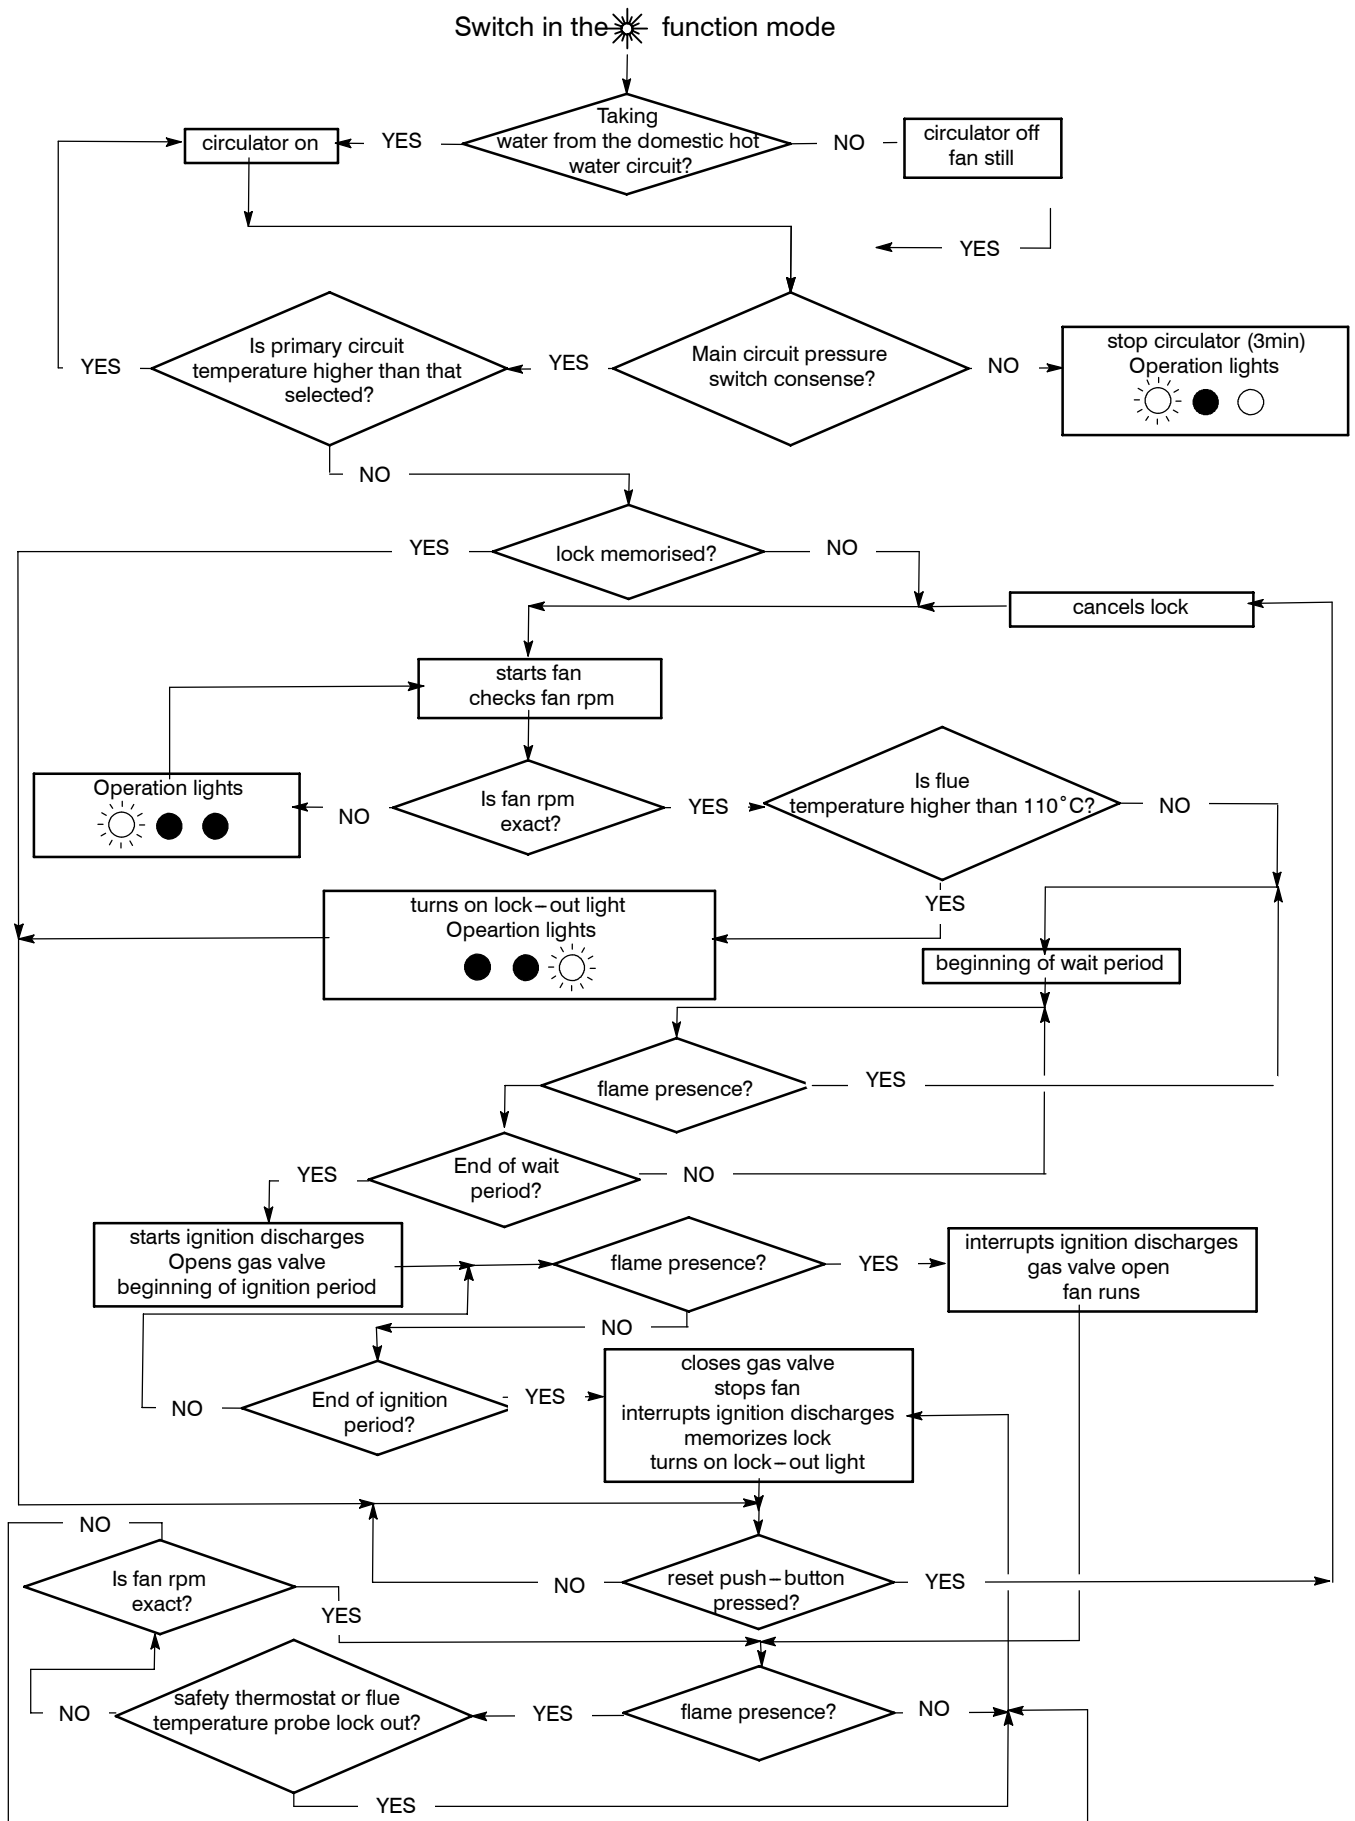 Switch in the function mode
Taking
water from the domestic hot
water circuit?
YES
circulator on
NO
circulator off
fan still
YES
Is primary circuit
temperature higher than that
selected?
YES
YES
Main circuit pressure
switch consense?
NO
stop circulator (3min)
Operation lights
NO
YES
lock memorised?
NO
cancels lock
starts fan
checks fan rpm
Operation lights
NO
Is fan rpm
exact?
YES
Is flue
temperature higher than 110°C?
NO
YES
turns on lock-out light
Opeartion lights
beginning of wait period
flame presence?
YES
End of wait
period?
YES
NO
starts ignition discharges
Opens gas valve
beginning of ignition period
flame presence?
YES
interrupts ignition discharges
gas valve open
fan runs
NO
End of ignition
period?
NO
YES
closes gas valve
stops fan
interrupts ignition discharges
memorizes lock
turns on lock-out light
NO
Is fan rpm
exact?
YES
NO
reset push-button
pressed?
YES
safety thermostat or flue
temperature probe lock out?
NO
YES
flame presence?
NO
YES